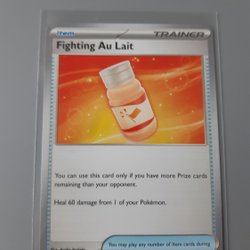 Item
TRAINER
Fighting Au Lait
You can use this card only if you have more Prize cards
remaining than your opponent.
Heal 60 damage from 1 of your Pokémon.
You may play any number of Item cards during